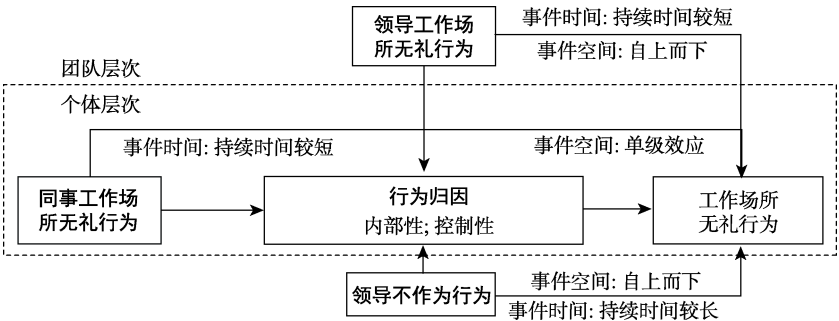 领导工作场
所无礼行为
事件时间: 持续时间较短
事件空间: 自上而下
团队层次
个体层次
事件时间: 持续时间较短
事件空间: 单级效应
同事工作场
所无礼行为
行为归因
内部性; 控制性
工作场所
无礼行为
领导不作为行为
事件空间: 自上而下
事件时间: 持续时间较长